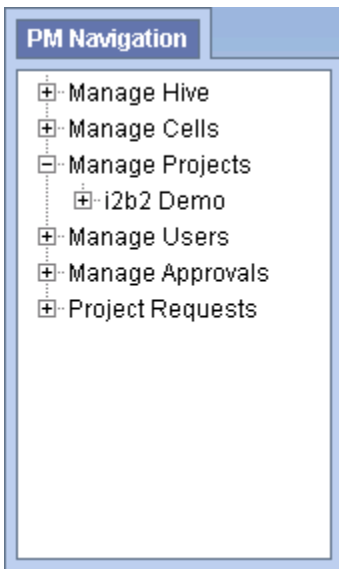 PM Navigation
Manage Hive
Manage Cells
Manage Projects
i2b2 Demo
Manage Users
Manage Approvals
Project Requests